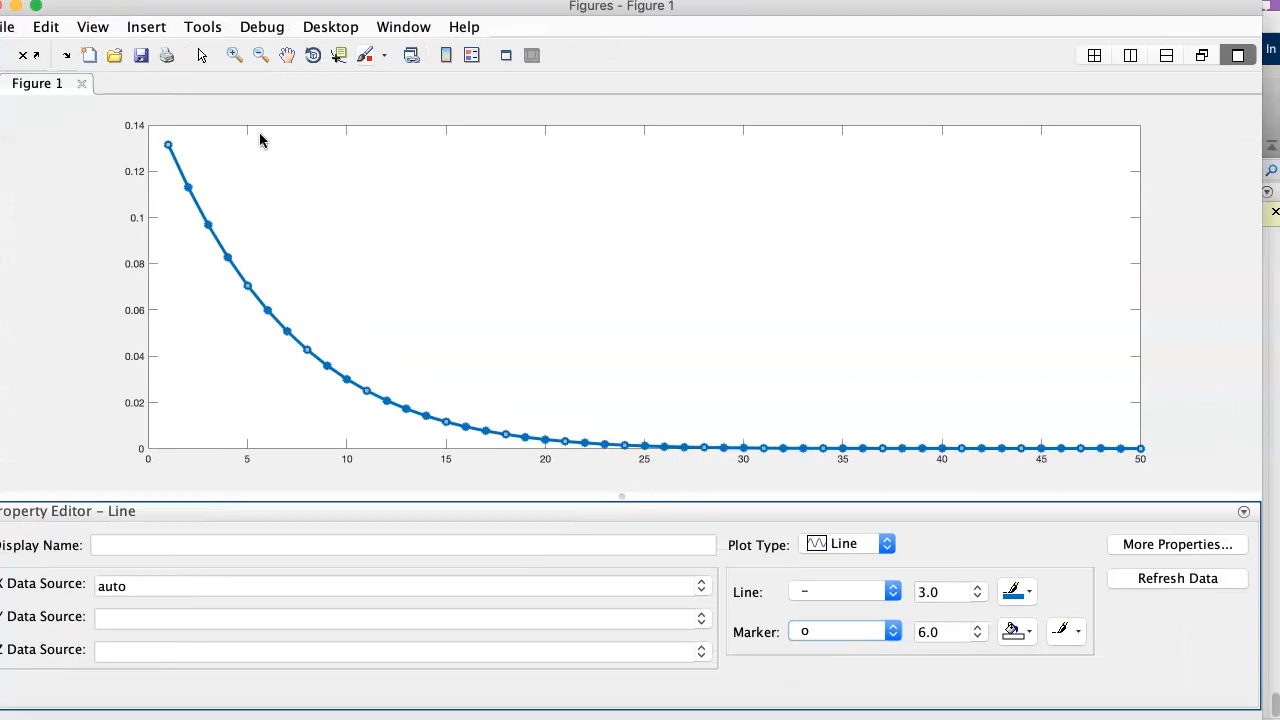 Figures - Figure 1
ile Edit View Insert Tools Debug Desktop Window Help
In
Figure 1
0.14
0.12
0.1
0.08
0.06
0.04
0.02
0
0 5 10 15 20 25 30 35 40 45 50
roperty Editor – Line
isplay Name: Plot Type: Line More Properties...
X Data Source: auto Line: – 3.0 Refresh Data
Y Data Source: Marker: o 6.0
Z Data Source: